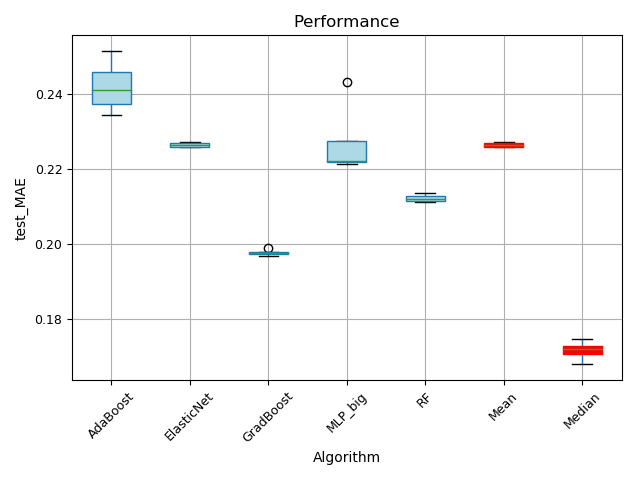 Performance
test_MAE
0.24
0.22
0.20
0.18
AdaBoost
ElasticNet
GradBoost
MLP_big
RF
Mean
Median
Algorithm